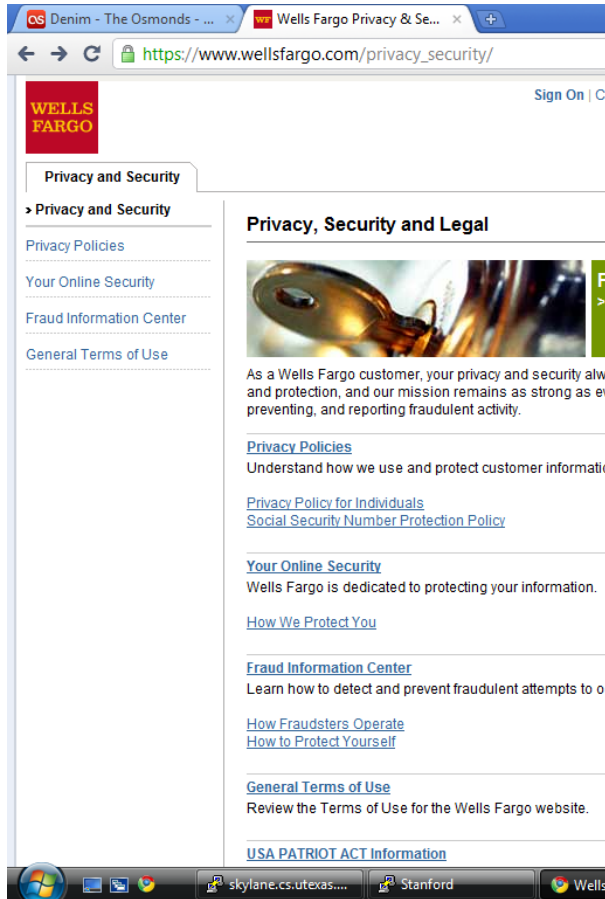 Denim - The Osmonds - ...
Wells Fargo Privacy & Se...
https://www.wellsfargo.com/privacy_security/
Sign On | C
WELLS
FARGO
Privacy and Security
Privacy and Security
Privacy Policies
Your Online Security
Fraud Information Center
General Terms of Use
Privacy, Security and Legal
F
>
As a Wells Fargo customer, your privacy and security alw
and protection, and our mission remains as strong as ev
preventing, and reporting fraudulent activity.
Privacy Policies
Understand how we use and protect customer informatio
Privacy Policy for Individuals
Social Security Number Protection Policy
Your Online Security
Wells Fargo is dedicated to protecting your information.
How We Protect You
Fraud Information Center
Learn how to detect and prevent fraudulent attempts to o
How Fraudsters Operate
How to Protect Yourself
General Terms of Use
Review the Terms of Use for the Wells Fargo website.
USA PATRIOT ACT Information
skylane.cs.utexas....
Stanford
Wells